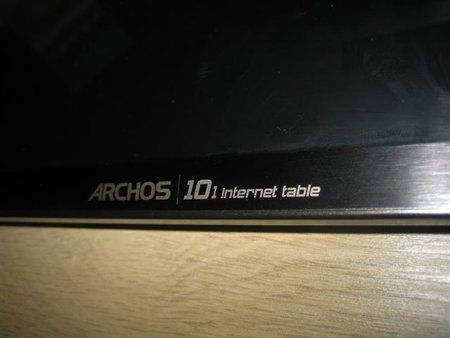 ARCHOS | 101 internet table